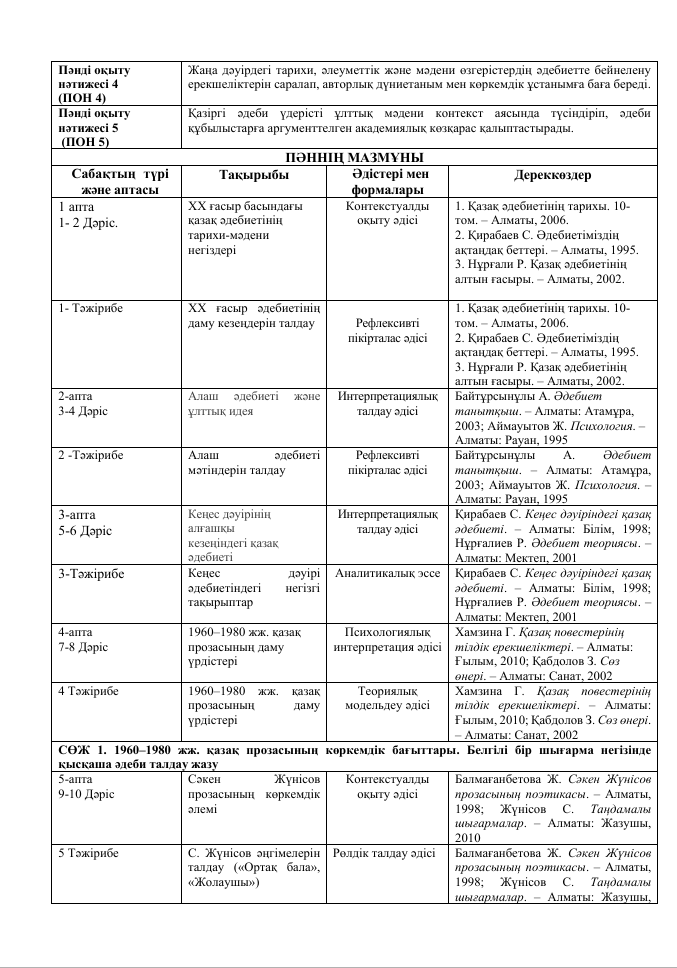 Пәнді оқыту
нәтижесі 4
(ПОН 4)
Жаңа дәуірдегі тарихи, әлеуметтік және мәдени өзгерістердің әдебиетте бейнелену
ерекшеліктерін саралап, авторлық дүниетаным мен көркемдік ұстанымға баға береді.
Пәнді оқыту
нәтижесі 5
(ПОН 5)
Қазіргі әдеби үдерісті ұлттық мәдени контекст аясында түсіндіріп, әдеби
құбылыстарға аргументтелген академиялық көзқарас қалыптастырады.
ПӘННІҢ МАЗМҰНЫ
Сабақтың түрі
және аптасы
Тақырыбы
Әдістері мен
формалары
Дереккөздер
1 апта
1- 2 Дәріс.
ХХ ғасыр басындағы
қазақ әдебиетінің
тарихи-мәдени
негіздері
Контекстуалды
оқыту әдісі
1. Қазақ әдебиетінің тарихы. 10-
том. – Алматы, 2006.
2. Қирабаев С. Әдебиетіміздің
ақтаңдақ беттері. – Алматы, 1995.
3. Нұрғали Р. Қазақ әдебиетінің
алтын ғасыры. – Алматы, 2002.
1- Тәжірибе
ХХ ғасыр әдебиетінің
даму кезеңдерін талдау
Рефлексивті
пікірталас әдісі
1. Қазақ әдебиетінің тарихы. 10-
том. – Алматы, 2006.
2. Қирабаев С. Әдебиетіміздің
ақтаңдақ беттері. – Алматы, 1995.
3. Нұрғали Р. Қазақ әдебиетінің
алтын ғасыры. – Алматы, 2002.
2-апта
3-4 Дәріс
Алаш әдебиеті және
ұлттық идея
Интерпретациялық
талдау әдісі
Байтұрсынұлы А. Әдебиет
танытқыш. – Алматы: Атамұра,
2003; Аймауытов Ж. Психология. –
Алматы: Рауан, 1995
2 -Тәжірибе
Алаш әдебиеті
мәтіндерін талдау
Рефлексивті
пікірталас әдісі
Байтұрсынұлы А. Әдебиет
танытқыш. – Алматы: Атамұра,
2003; Аймауытов Ж. Психология. –
Алматы: Рауан, 1995
3-апта
5-6 Дәріс
Кеңес дәуірінің
алғашқы
кезеңіндегі қазақ
әдебиеті
Интерпретациялық
талдау әдісі
Қирабаев С. Кеңес дәуіріндегі қазақ
әдебиеті. – Алматы: Білім, 1998;
Нұрғалиев Р. Әдебиет теориясы. –
Алматы: Мектеп, 2001
3-Тәжірибе
Кеңес дәуірі
әдебиетіндегі негізгі
тақырыптар
Аналитикалық эссе
Қирабаев С. Кеңес дәуіріндегі қазақ
әдебиеті. – Алматы: Білім, 1998;
Нұрғалиев Р. Әдебиет теориясы. –
Алматы: Мектеп, 2001
4-апта
7-8 Дәріс
1960–1980 жж. қазақ
прозасының даму
үрдістері
Психологиялық
интерпретация әдісі
Хамзина Г. Қазақ повестерінің
тілдік ерекшеліктері. – Алматы:
Ғылым, 2010; Қабдолов З. Сөз
өнері. – Алматы: Санат, 2002
4 Тәжірибе
1960–1980 жж. қазақ
прозасының даму
үрдістері
Теориялық
модельдеу әдісі
Хамзина Г. Қазақ повестерінің
тілдік ерекшеліктері. – Алматы:
Ғылым, 2010; Қабдолов З. Сөз өнері.
– Алматы: Санат, 2002
СӨЖ 1. 1960–1980 жж. қазақ прозасының көркемдік бағыттары. Белгілі бір шығарма негізінде
қысқаша әдеби талдау жазу
5-апта
9-10 Дәріс
Сәкен Жүнісов
прозасының көркемдік
әлемі
Контекстуалды
оқыту әдісі
Балмағанбетова Ж. Сәкен Жүнісов
прозасының поэтикасы. – Алматы,
1998; Жүнісов С. Таңдамалы
шығармалар. – Алматы: Жазушы,
2010
5 Тәжірибе
С. Жүнісов әңгімелерін
талдау («Ортақ бала»,
«Жолаушы»)
Рөлдік талдау әдісі
Балмағанбетова Ж. Сәкен Жүнісов
прозасының поэтикасы. – Алматы,
1998; Жүнісов С. Таңдамалы
шығармалар. – Алматы: Жазушы,